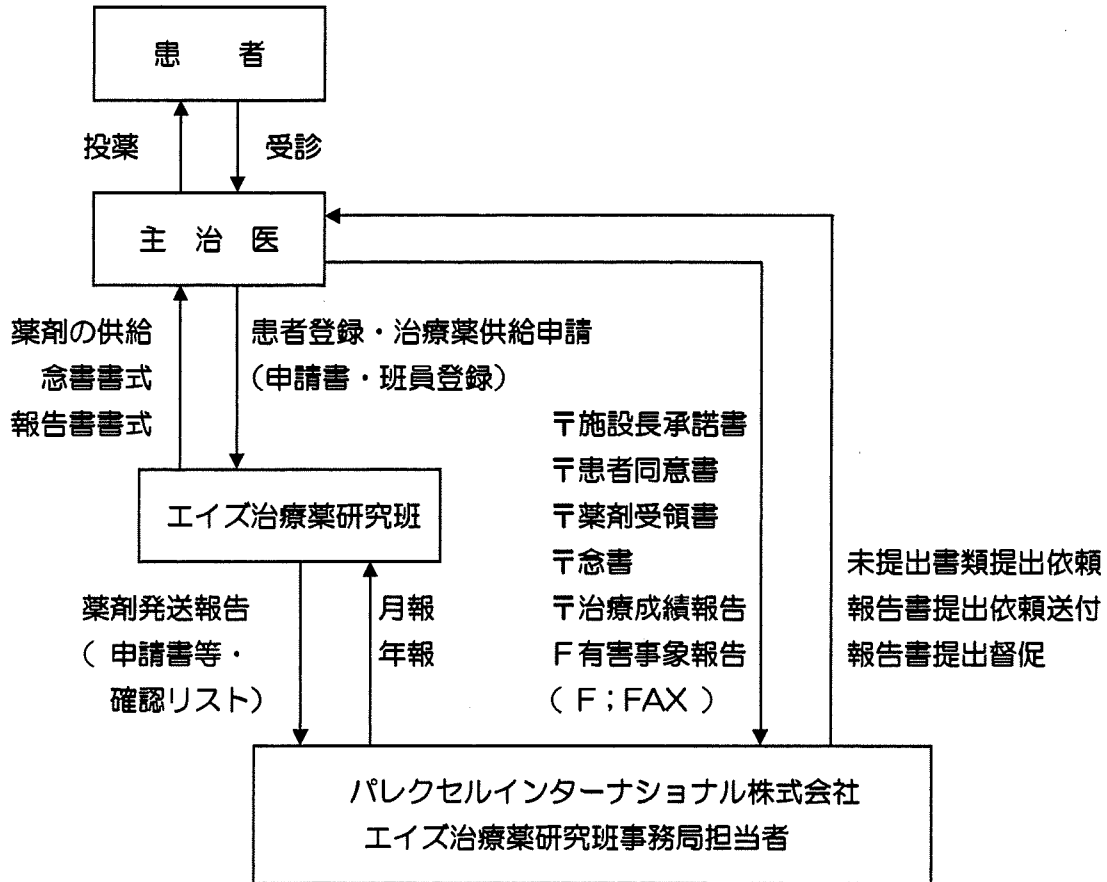 患 者
投薬
受診
主 治 医
薬剤の供給
念書書式
報告書書式
患者登録・治療薬供給申請
(申請書・班員登録)
〒施設長承諾書
〒患者同意書
〒薬剤受領書
〒念書
〒治療成績報告
F有害事象報告
( F;FAX )
未提出書類提出依頼
報告書提出依頼送付
報告書提出督促
エイズ治療薬研究班
薬剤発送報告
( 申請書等・
確認リスト)
月報
年報
パレクセルインターナショナル株式会社
エイズ治療薬研究班事務局担当者